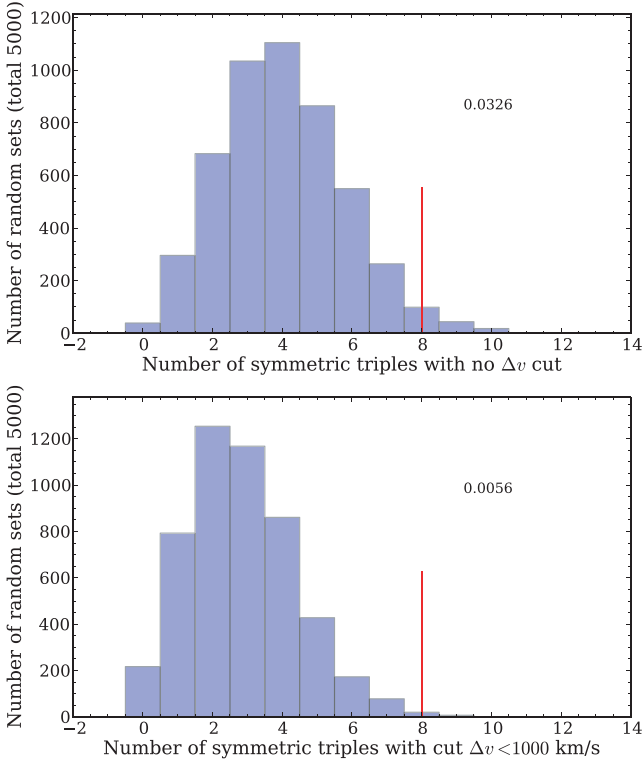 Number of random sets (total 5000)
1200
1000
800
600
400
200
0
0.0326
−2 0 2 4 6 8 10 12 14
Number of symmetric triples with no Δv cut
Number of random sets (total 5000)
1200
1000
800
600
400
200
0
0.0056
−2 0 2 4 6 8 10 12 14
Number of symmetric triples with cut Δv<1000 km/s